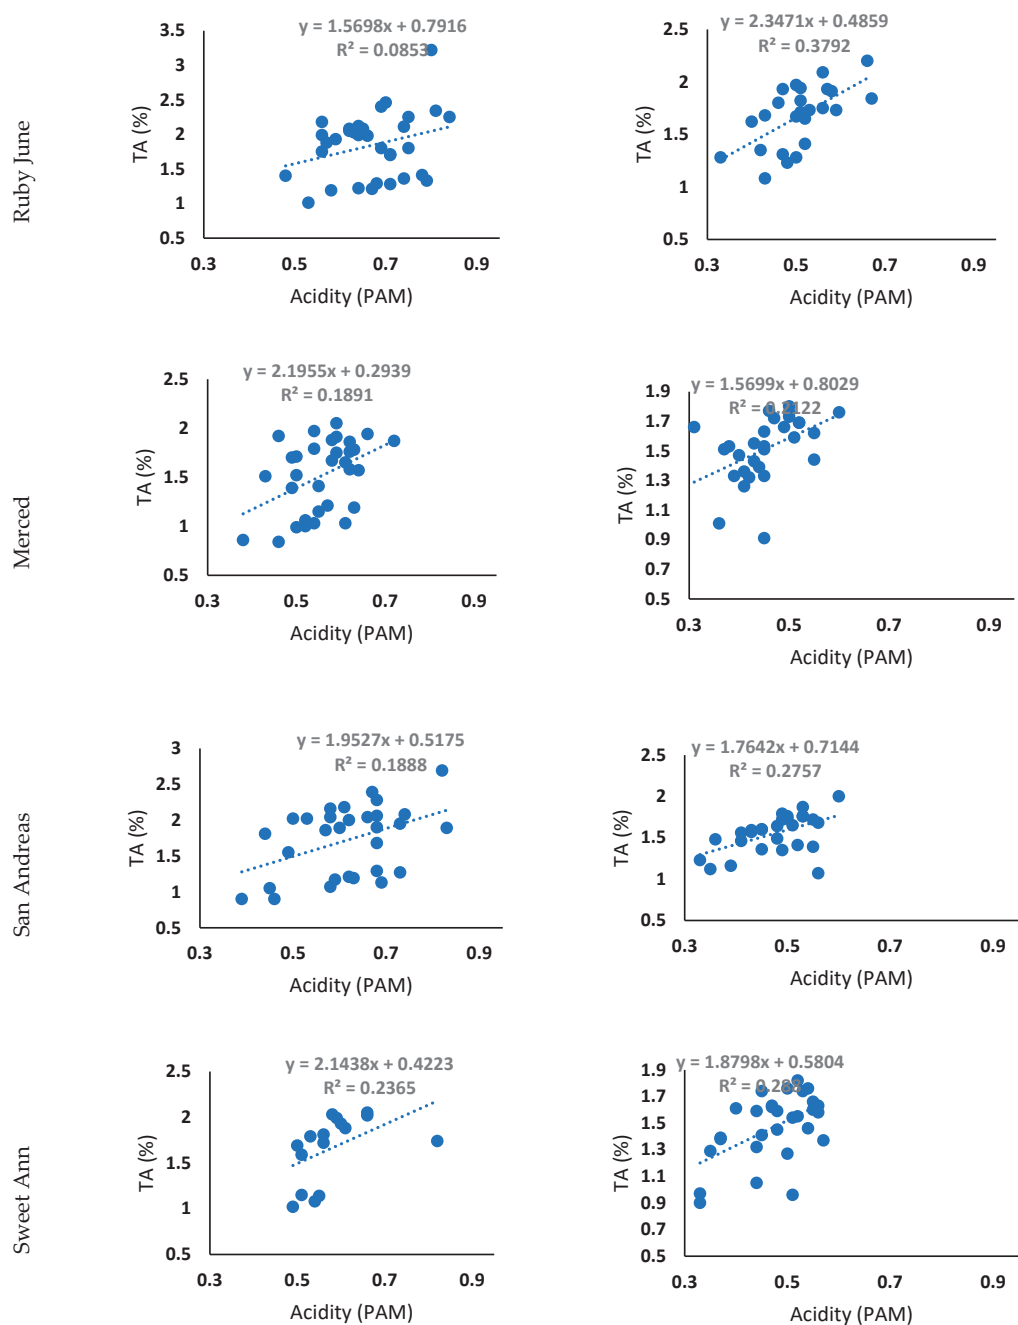 Ruby June
y = 1.5698x + 0.7916
R² = 0.0853
TA (%)
3.5
3
2.5
2
1.5
1
0.5
0.3 0.5 0.7 0.9
Acidity (PAM)
y = 2.3471x + 0.4859
R² = 0.3792
TA (%)
2.5
2
1.5
1
0.5
0.3 0.5 0.7 0.9
Acidity (PAM)
Merced
y = 2.1955x + 0.2939
R² = 0.1891
TA (%)
2.5
2
1.5
1
0.5
0.3 0.5 0.7 0.9
Acidity (PAM)
y = 1.5699x + 0.8029
R² = 0.2122
TA (%)
1.9
1.7
1.5
1.3
1.1
0.9
0.7
0.5
0.3 0.5 0.7 0.9
Acidity (PAM)
San Andreas
y = 1.9527x + 0.5175
R² = 0.1888
TA (%)
3
2.5
2
1.5
1
0.5
0.3 0.5 0.7 0.9
Acidity (PAM)
y = 1.7642x + 0.7144
R² = 0.2757
TA (%)
2.5
2
1.5
1
0.5
0.3 0.5 0.7 0.9
Acidity (PAM)
Sweet Ann
y = 2.1438x + 0.4223
R² = 0.2365
TA (%)
2.5
2
1.5
1
0.5
0.3 0.5 0.7 0.9
Acidity (PAM)
y = 1.8798x + 0.5804
R² =
TA (%)
1.9
1.7
1.5
1.3
1.1
0.9
0.7
0.5
0.3 0.5 0.7 0.9
Acidity (PAM)